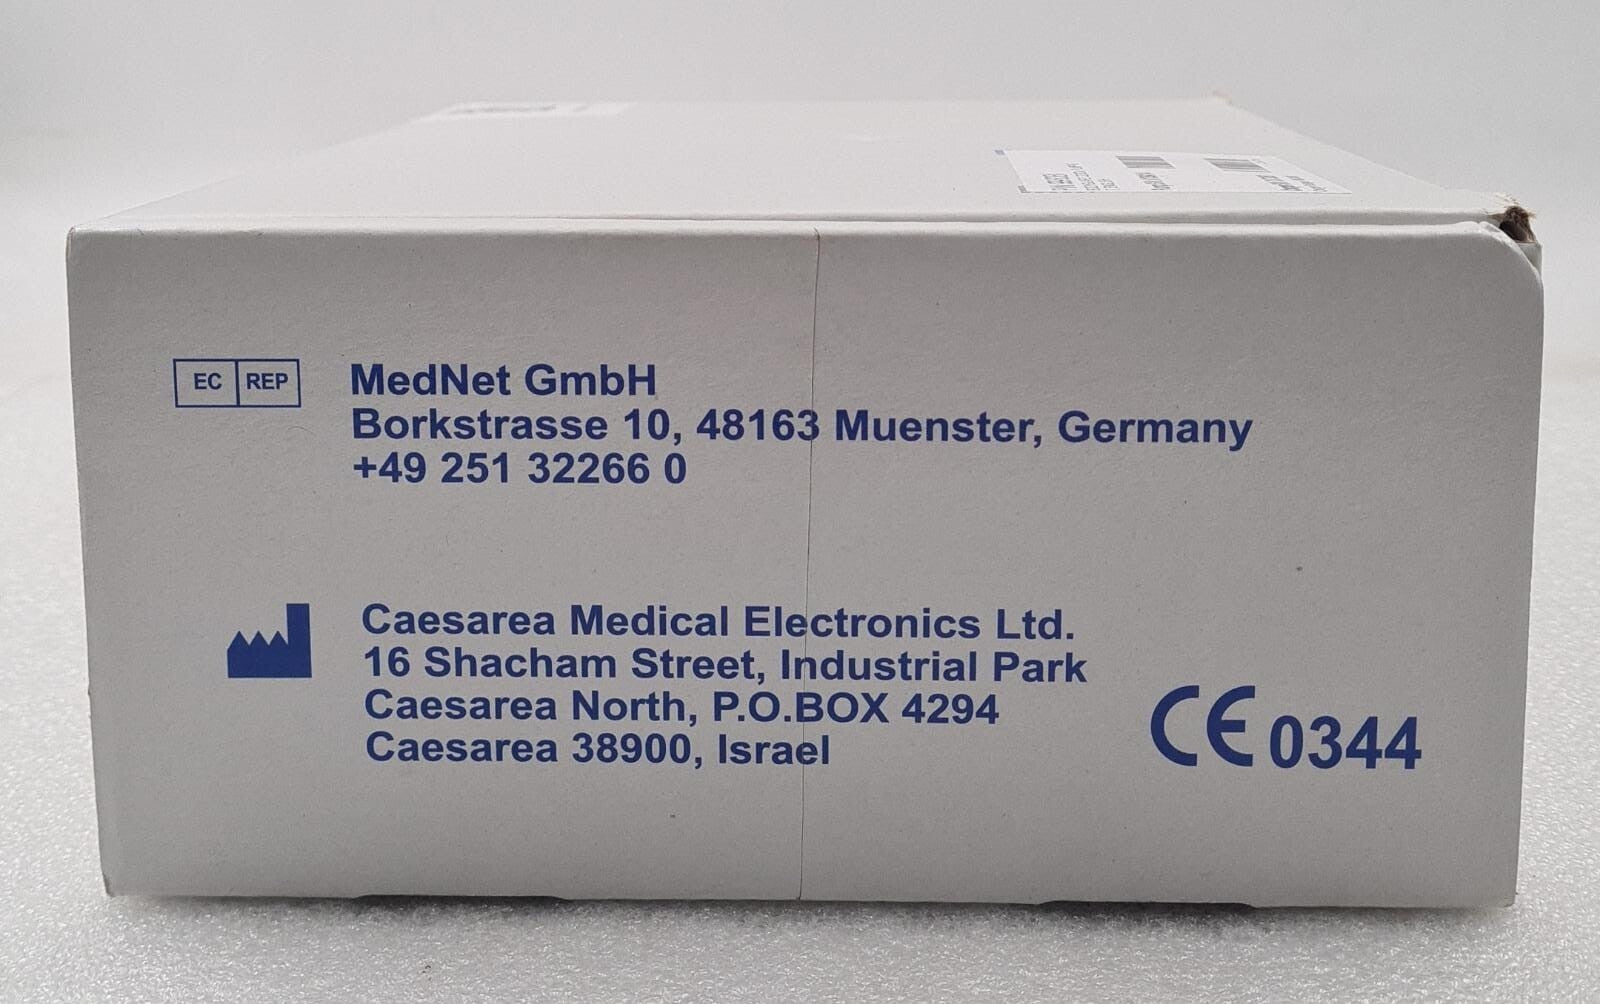 EC REP
MedNet GmbH
Borkstrasse 10, 48163 Muenster, Germany
+49 251 32266 0
Caesarea Medical Electronics Ltd.
16 Shacham Street, Industrial Park
Caesarea North, P.O.BOX 4294
Caesarea 38900, Israel
CE 0344